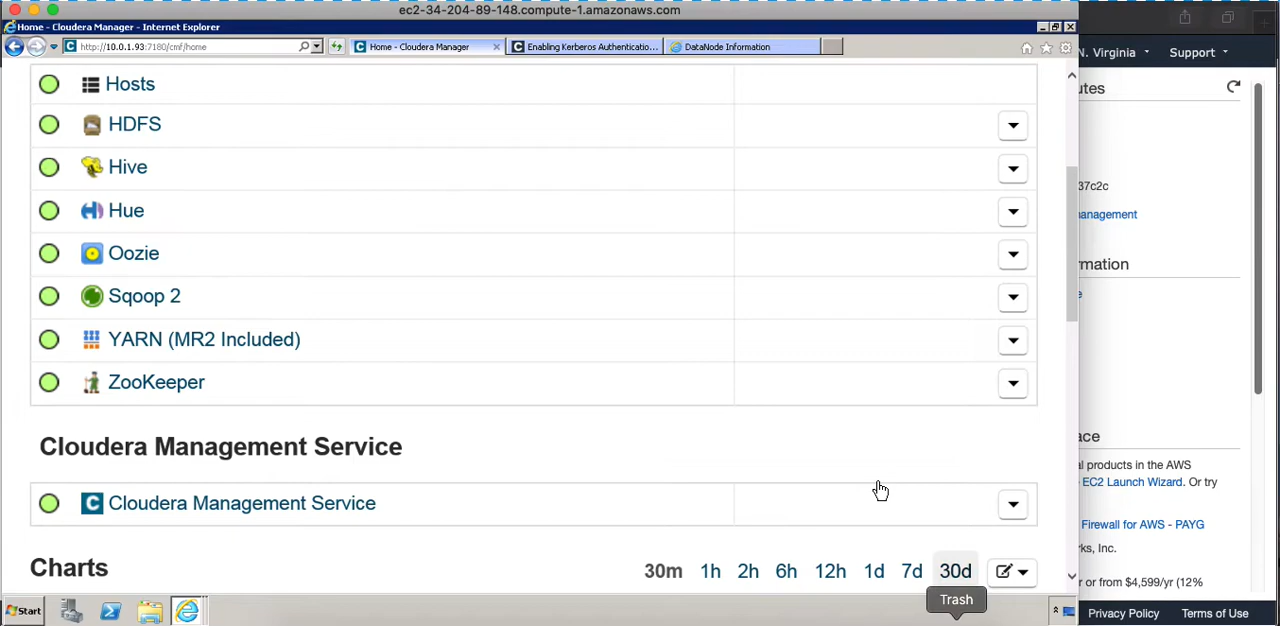 ec2-34-204-89-148.compute-1.amazonaws.com
Home - Cloudera Manager - Internet Explorer
http://10.0.1.93:7180/cmf/home
Home - Cloudera Manager
Enabling Kerberos Authenticatio...
DataNode Information
N. Virginia
Support
utes
Hosts
HDFS
Hive
37c2c
Hue
anagement
Oozie
rmation
Sqoop 2
e
YARN (MR2 Included)
ZooKeeper
Cloudera Management Service
ace
al products in the AWS
EC2 Launch Wizard. Or try
Cloudera Management Service
Firewall for AWS - PAYG
rks, Inc.
Charts
30m 1h 2h 6h 12h 1d 7d 30d
r or from $4,599/yr (12%
Trash
Start
Privacy Policy
Terms of Use